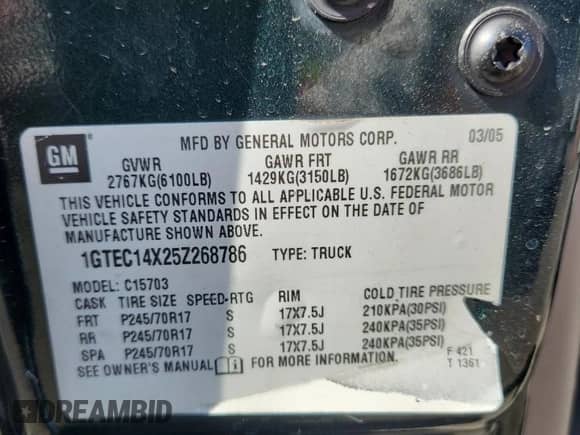 GM
MFD BY GENERAL MOTORS CORP. 03/05
GVWR GAWR FRT GAWR RR
2767KG(6100LB) 1429KG(3150LB) 1672KG(3686LB)
THIS VEHICLE CONFORMS TO ALL APPLICABLE U.S. FEDERAL MOTOR
VEHICLE SAFETY STANDARDS IN EFFECT ON THE DATE OF
MANUFACTURE SHOWN ABOVE.
1GTEC14X25Z268786 TYPE: TRUCK
MODEL: C15703
CASK TIRE SIZE SPEED-RTG RIM COLD TIRE PRESSURE
FRT P245/70R17 S 17X7.5J 210KPA(30PSI)
RR P245/70R17 S 17X7.5J 240KPA(35PSI)
SPA P245/70R17 S 17X7.5J 240KPA(35PSI)
SEE OWNER'S MANUAL FOR MORE INFORMATION. F 421
T 1361
DREAMBID